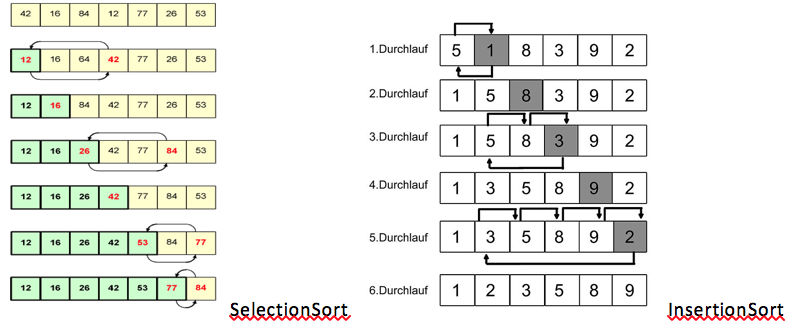 42 16 84 12 77 26 53
12 16 64 42 77 26 53
12 16 84 42 77 26 53
12 16 26 42 77 84 53
12 16 26 42 77 84 53
12 16 26 42 53 84 77
12 16 26 42 53 77 84
SelectionSort
1.Durchlauf 5 1 8 3 9 2
2.Durchlauf 1 5 8 3 9 2
3.Durchlauf 1 5 8 3 9 2
4.Durchlauf 1 3 5 8 9 2
5.Durchlauf 1 3 5 8 9 2
6.Durchlauf 1 2 3 5 8 9
InsertionSort